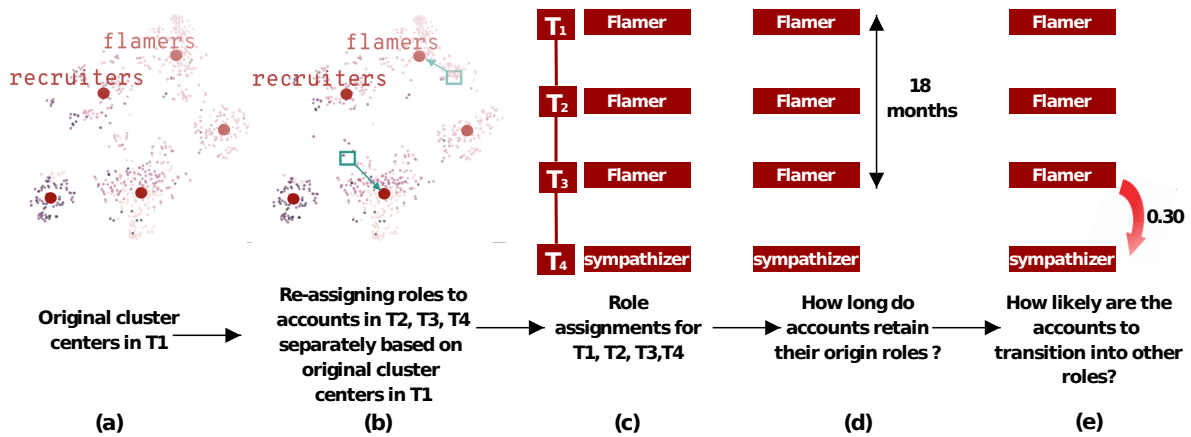 flamers
recruiters
flamers
recruiters
T1
Flamer
T2
Flamer
T3
Flamer
T4
sympathizer
Flamer
Flamer
Flamer
sympathizer
18
months
Flamer
Flamer
Flamer
sympathizer
0.30
Original cluster
centers in T1
Re-assigning roles to
accounts in T2, T3, T4
separately based on
original cluster
centers in T1
Role
assignments for
T1, T2, T3,T4
How long do
accounts retain
their origin roles ?
How likely are the
accounts to
transition into other
roles?
(a)
(b)
(c)
(d)
(e)